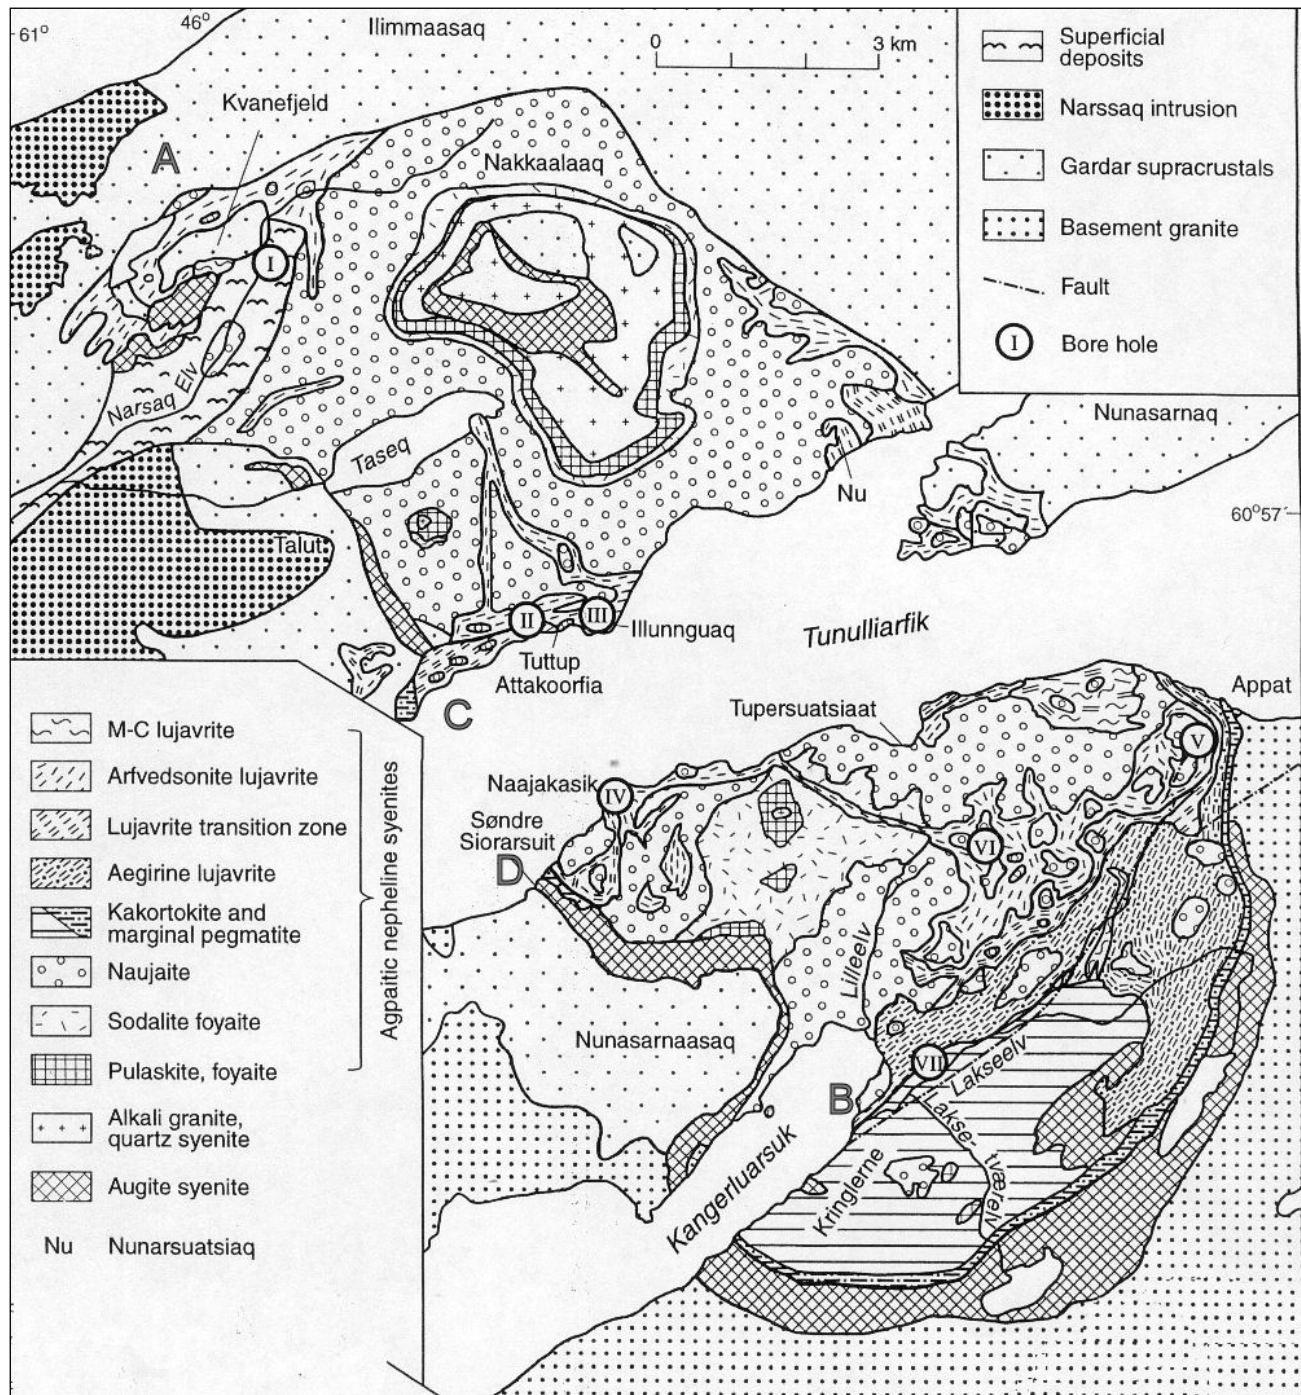 61°
46°
Ilimmaasaq
0
3 km
Kvanefjeld
A
Nakkaalaaq
I
Narsaq Elv
Taseq
Talut
Nu
Nunasarnaq
60°57´
II
III
Illunnguaq
Tuttup
Attakoorfia
Tunulliarfik
C
Superficial
deposits
Narssaq intrusion
Gardar supracrustals
Basement granite
Fault
I
Bore hole
Tupersuatsiaat
Appat
V
Naajakasik
IV
Søndre
Siorarsuit
D
VI
Lilleelv
Nunasarnaasaq
VII
Lakseelv
B
Lakse-
tværelv
Kringlerne
Kangerluarsuk
M-C lujavrite
Arfvedsonite lujavrite
Lujavrite transition zone
Aegirine lujavrite
Kakortokite and
marginal pegmatite
Naujaite
Sodalite foyaite
Pulaskite, foyaite
Agpaitic nepheline syenites
Alkali granite,
quartz syenite
Augite syenite
Nu
Nunarsuatsiaq